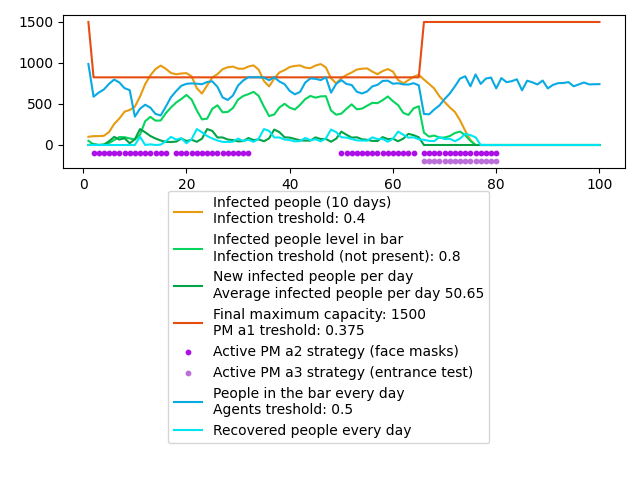 1500
1000
500
0
0 20 40 60 80 100
Infected people (10 days)
Infection treshold: 0.4
Infected people level in bar
Infection treshold (not present): 0.8
New infected people per day
Average infected people per day 50.65
Final maximum capacity: 1500
PM a1 treshold: 0.375
Active PM a2 strategy (face masks)
Active PM a3 strategy (entrance test)
People in the bar every day
Agents treshold: 0.5
Recovered people every day